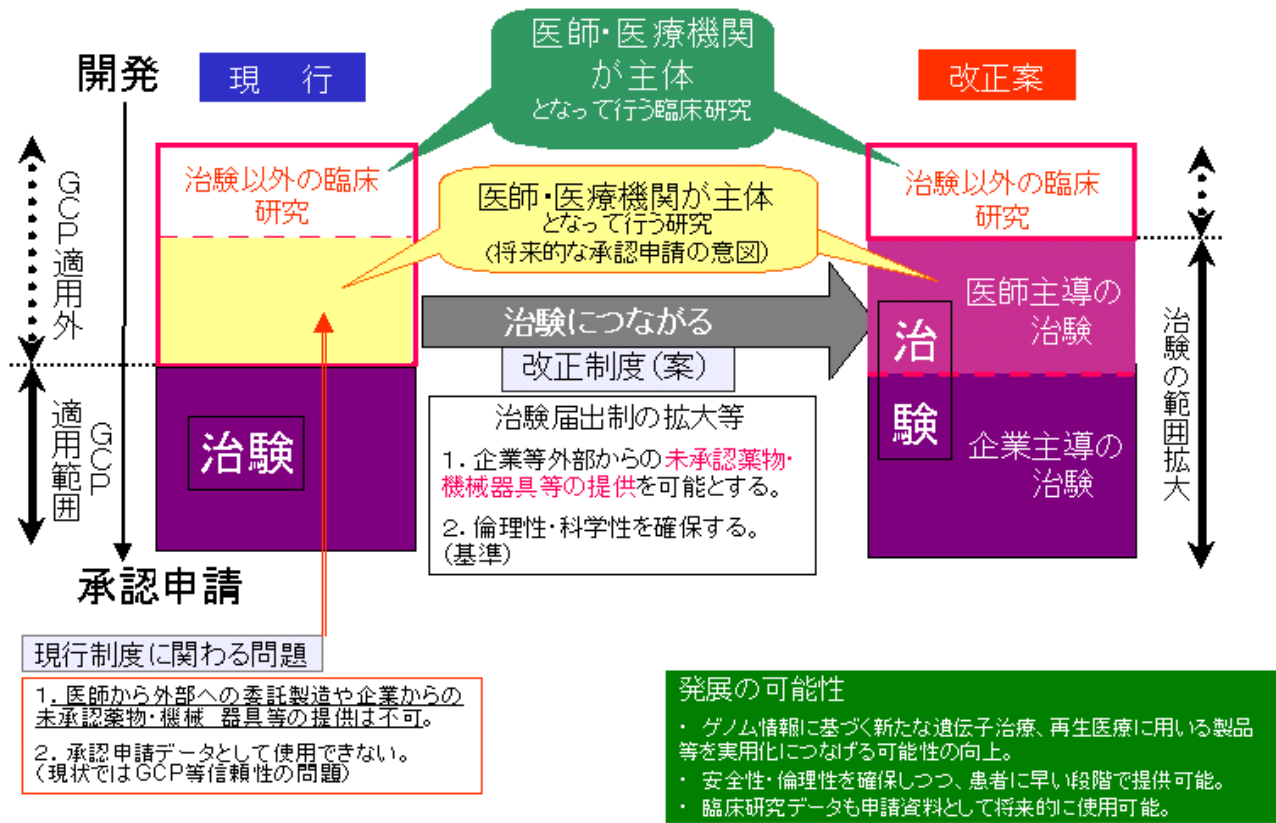 開発
現 行
医師・医療機関
が主体
となって行う臨床研究
改正案
GCP適用外
治験以外の臨床
研究
医師・医療機関が主体
となって行う研究
(将来的な承認申請の意図)
治験以外の臨床
研究
治験につながる
改正制度(案)
医師主導の
治験
治験
企業主導の
治験
治験の範囲拡大
GCP
適用範囲
治験
治験届出制の拡大等
1. 企業等外部からの未承認薬物・
機械器具等の提供を可能とする。
2. 倫理性・科学性を確保する。
(基準)
承認申請
現行制度に関わる問題
1. 医師から外部への委託製造や企業からの
未承認薬物・機械 器具等の提供は不可。
2. 承認申請データとして使用できない。
(現状ではGCP等信頼性の問題)
発展の可能性
・ ゲノム情報に基づく新たな遺伝子治療、再生医療に用いる製品
等を実用化につなげる可能性の向上。
・ 安全性・倫理性を確保しつつ、患者に早い段階で提供可能。
・ 臨床研究データも申請資料として将来的に使用可能。